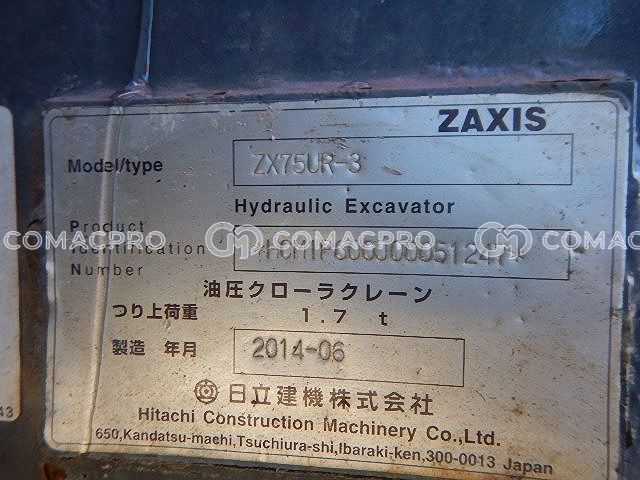 ZAXIS
Model/type ZX75UR-3
Hydraulic Excavator
Product
Identification
Number
油圧クローラクレーン
つり上荷重 1.7 t
製造 年月 2014-06
日立建機株式会社
Hitachi Construction Machinery Co.,Ltd.
650,Kandatsu-machi,Tsuchiura-shi,Ibaraki-ken,300-0013 Japan
43
COMACPRO COMACPRO COMACPRO